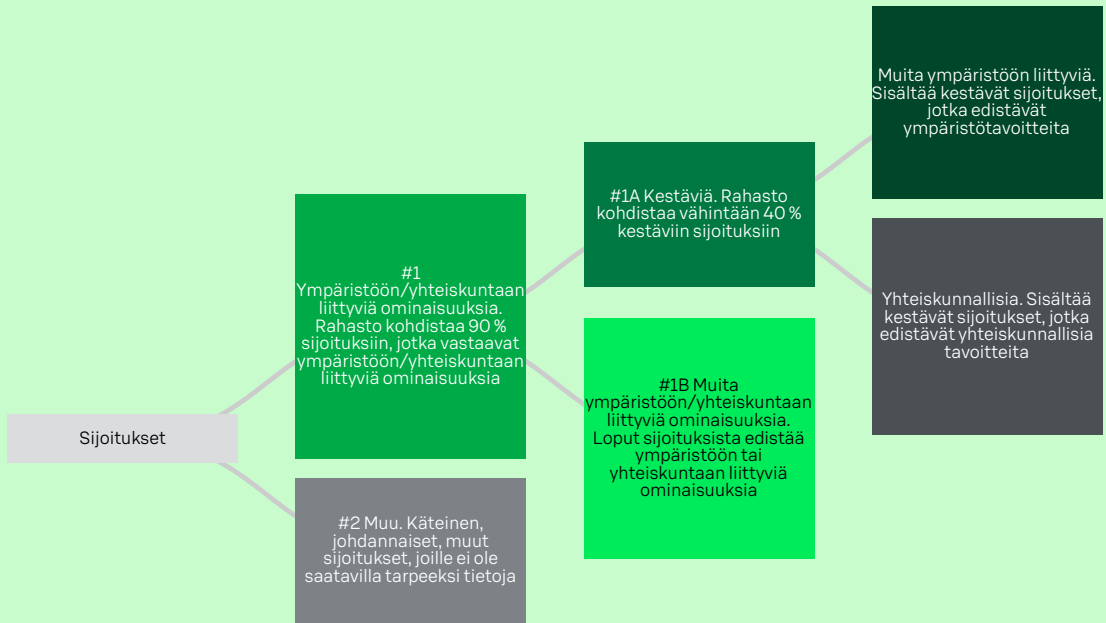 Sijoitukset
#1
Ympäristöön/yhteiskuntaan
liittyviä ominaisuuksia.
Rahasto kohdistaa 90 %
sijoituksiin, jotka vastaavat
ympäristöön/yhteiskuntaan
liittyviä ominaisuuksia
#2 Muu. Käteinen,
johdannaiset, muut
sijoitukset, joille ei ole
saatavilla tarpeeksi tietoja
#1A Kestäviä. Rahasto
kohdistaa vähintään 40 %
kestäviin sijoituksiin
#1B Muita
ympäristöön/yhteiskuntaan
liittyviä ominaisuuksia.
Loput sijoituksista edistää
ympäristöön tai
yhteiskuntaan liittyviä
ominaisuuksia
Muita ympäristöön liittyviä.
Sisältää kestävät sijoitukset,
jotka edistävät
ympäristötavoitteita
Yhteiskunnallisia. Sisältää
kestävät sijoitukset, jotka
edistävät yhteiskunnallisia
tavoitteita